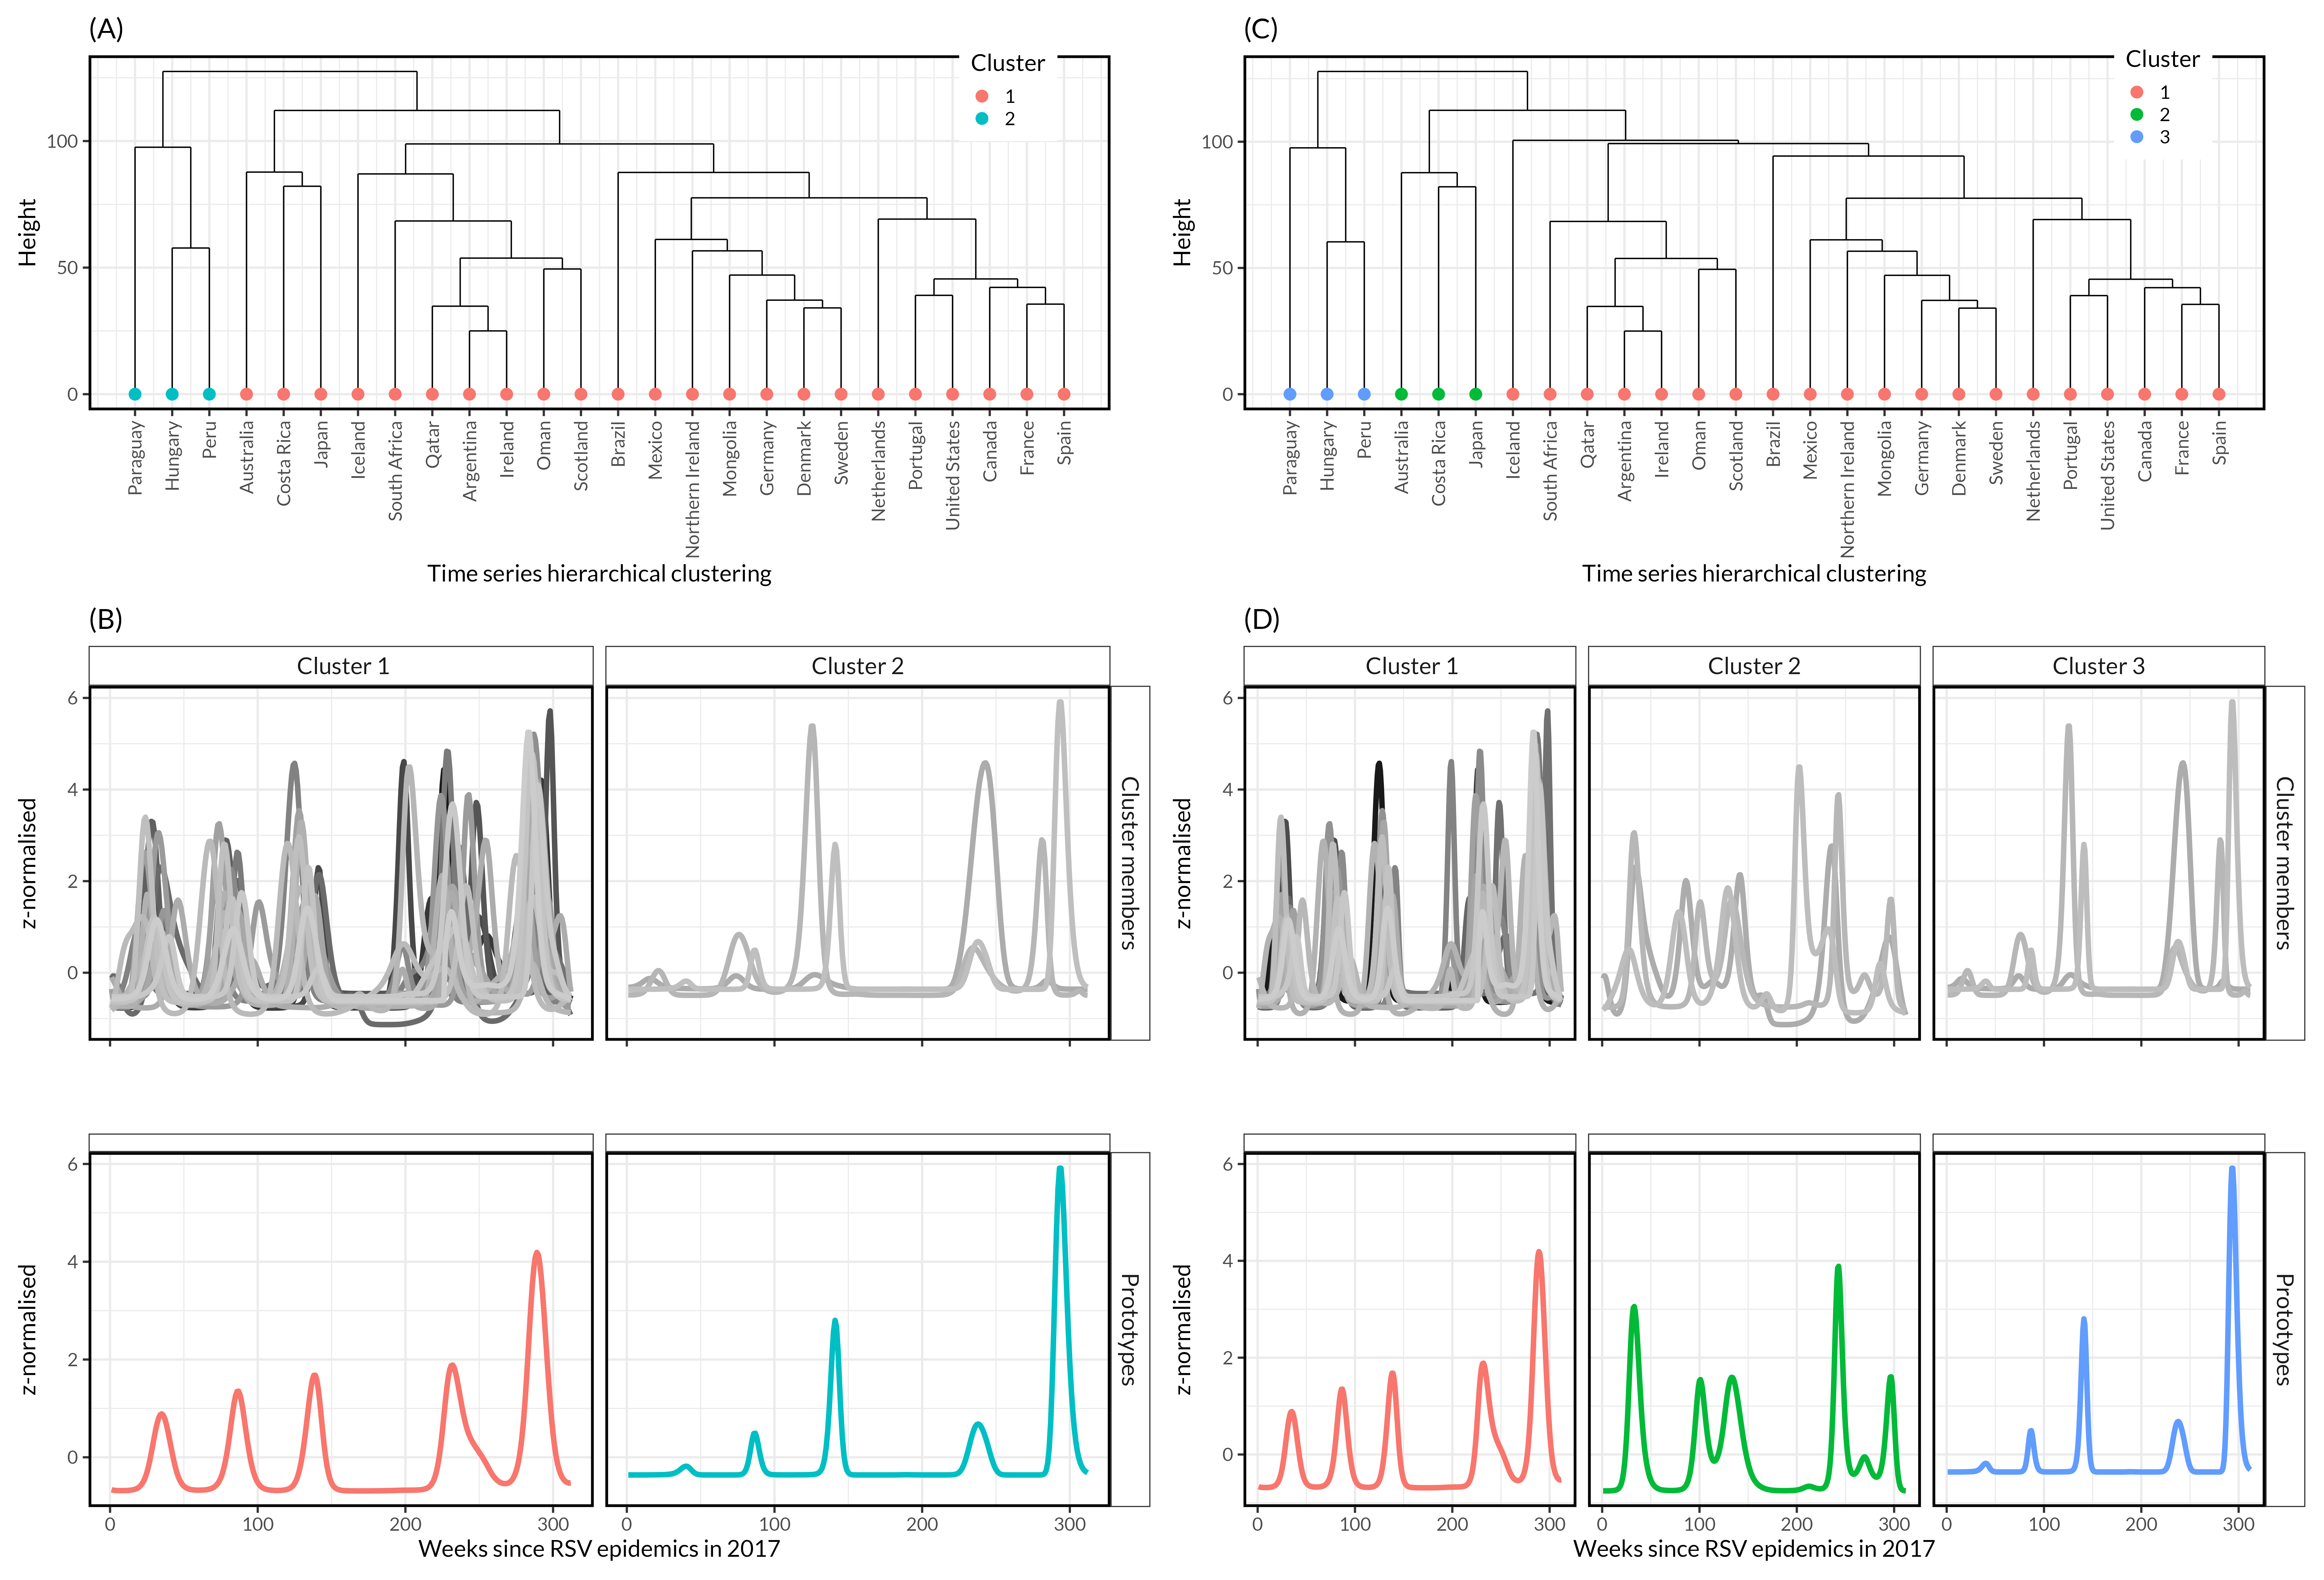 (A)
Cluster
1
2
Height
100
50
0
Paraguay
Hungary
Peru
Australia
Costa Rica
Japan
Iceland
South Africa
Qatar
Argentina
Ireland
Oman
Scotland
Brazil
Mexico
Northern Ireland
Mongolia
Germany
Denmark
Sweden
Netherlands
Portugal
United States
Canada
France
Spain
Time series hierarchical clustering
(C)
Cluster
1
2
3
Height
100
50
0
Paraguay
Hungary
Peru
Australia
Costa Rica
Japan
Iceland
South Africa
Qatar
Argentina
Ireland
Oman
Scotland
Brazil
Mexico
Northern Ireland
Mongolia
Germany
Denmark
Sweden
Netherlands
Portugal
United States
Canada
France
Spain
Time series hierarchical clustering
(B)
Cluster 1
Cluster 2
z-normalised
6
4
2
0
Cluster members
z-normalised
6
4
2
0
Prototypes
0 100 200 300
0 100 200 300
Weeks since RSV epidemics in 2017
(D)
Cluster 1
Cluster 2
Cluster 3
z-normalised
6
4
2
0
Cluster members
z-normalised
6
4
2
0
Prototypes
0 100 200 300
0 100 200 300
0 100 200 300
Weeks since RSV epidemics in 2017